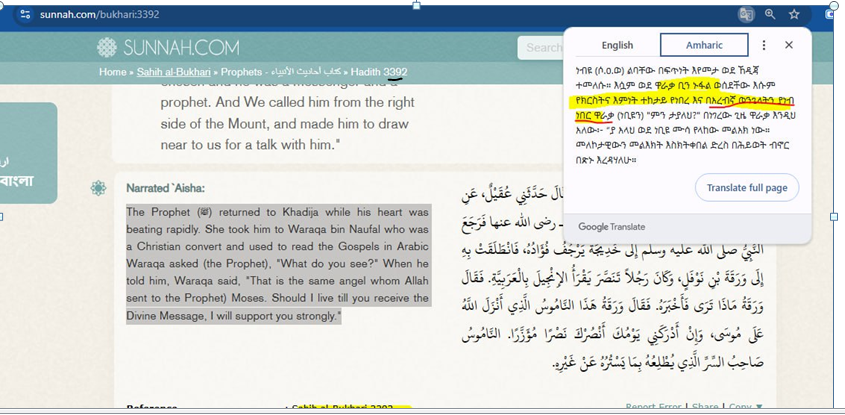 sunnah.com/bukhari:3392
SUNNAH.COM
Search
Home » Sahih al-Bukhari » Prophets - كتاب أحاديث الأنبياء » Hadith 3392
English
Amharic
ነብዩ (ሶ.ዐ.ወ) ልባቸው በፍጥነት እየመታ ወደ ኸዲጃ
ተመለሱ። እሷም ወደ ዋራቃ ቢን ኑፋል ወሰደችው እሱም
የክርስትና እምነት ተከታይ የነበረ እና በአረብኛ ወንጌላትን ያነብ
ነበር ዋራቃ (ነቢዩን) "ምን ታያለህ?" በነገረው ጊዜ ዋራቃ እንዲህ
አለው፡- "ያ አላህ ወደ ነቢዩ ሙሳ የላከው መልአክ ነው።
መለኮታዊውን መልእክት እስክትቀበል ድረስ በሕይወት ብኖር
በጽኑ እረዳሃለሁ።
Translate full page
Google Translate
prophet. And We called him from the right
side of the Mount, and made him to draw
near to us for a talk with him."
বাংলা
Narrated `Aisha:
The Prophet (ﷺ) returned to Khadija while his heart was
beating rapidly. She took him to Waraqa bin Naufal who was
a Christian convert and used to read the Gospels in Arabic
Waraqa asked (the Prophet), "What do you see?" When he
told him, Waraqa said, "That is the same angel whom Allah
sent to the Prophet) Moses. Should I live till you receive the
Divine Message, I will support you strongly."
حَدَّثَنِي عُقَيْلٌ، عَنِ
ـ رضى الله عنها فَرَجَعَ
النَّبِيُّ صلى الله عليه وسلم إِلَى خَدِيجَةَ يَرْجُفُ فُؤَادُهُ، فَانْطَلَقَتْ بِهِ
إِلَى وَرَقَةَ بْنِ نَوْفَلٍ، وَكَانَ رَجُلاً تَنَصَّرَ يَقْرَأُ الإِنْجِيلَ بِالْعَرَبِيَّةِ. فَقَالَ
وَرَقَةُ مَاذَا تَرَى فَأَخْبَرَهُ. فَقَالَ وَرَقَةُ هَذَا النَّامُوسُ الَّذِي أَنْزَلَ اللَّهُ
عَلَى مُوسَى، وَإِنْ أَدْرَكَنِي يَوْمُكَ أَنْصُرْكَ نَصْرًا مُؤَزَّرًا. النَّامُوسُ
صَاحِبُ السِّرِّ الَّذِي يُطْلِعُهُ بِمَا يَسْتُرُهُ عَنْ غَيْرِهِ.
Reference : Sahih al-Bukhari 3392
Report Error | Share | Copy ▼